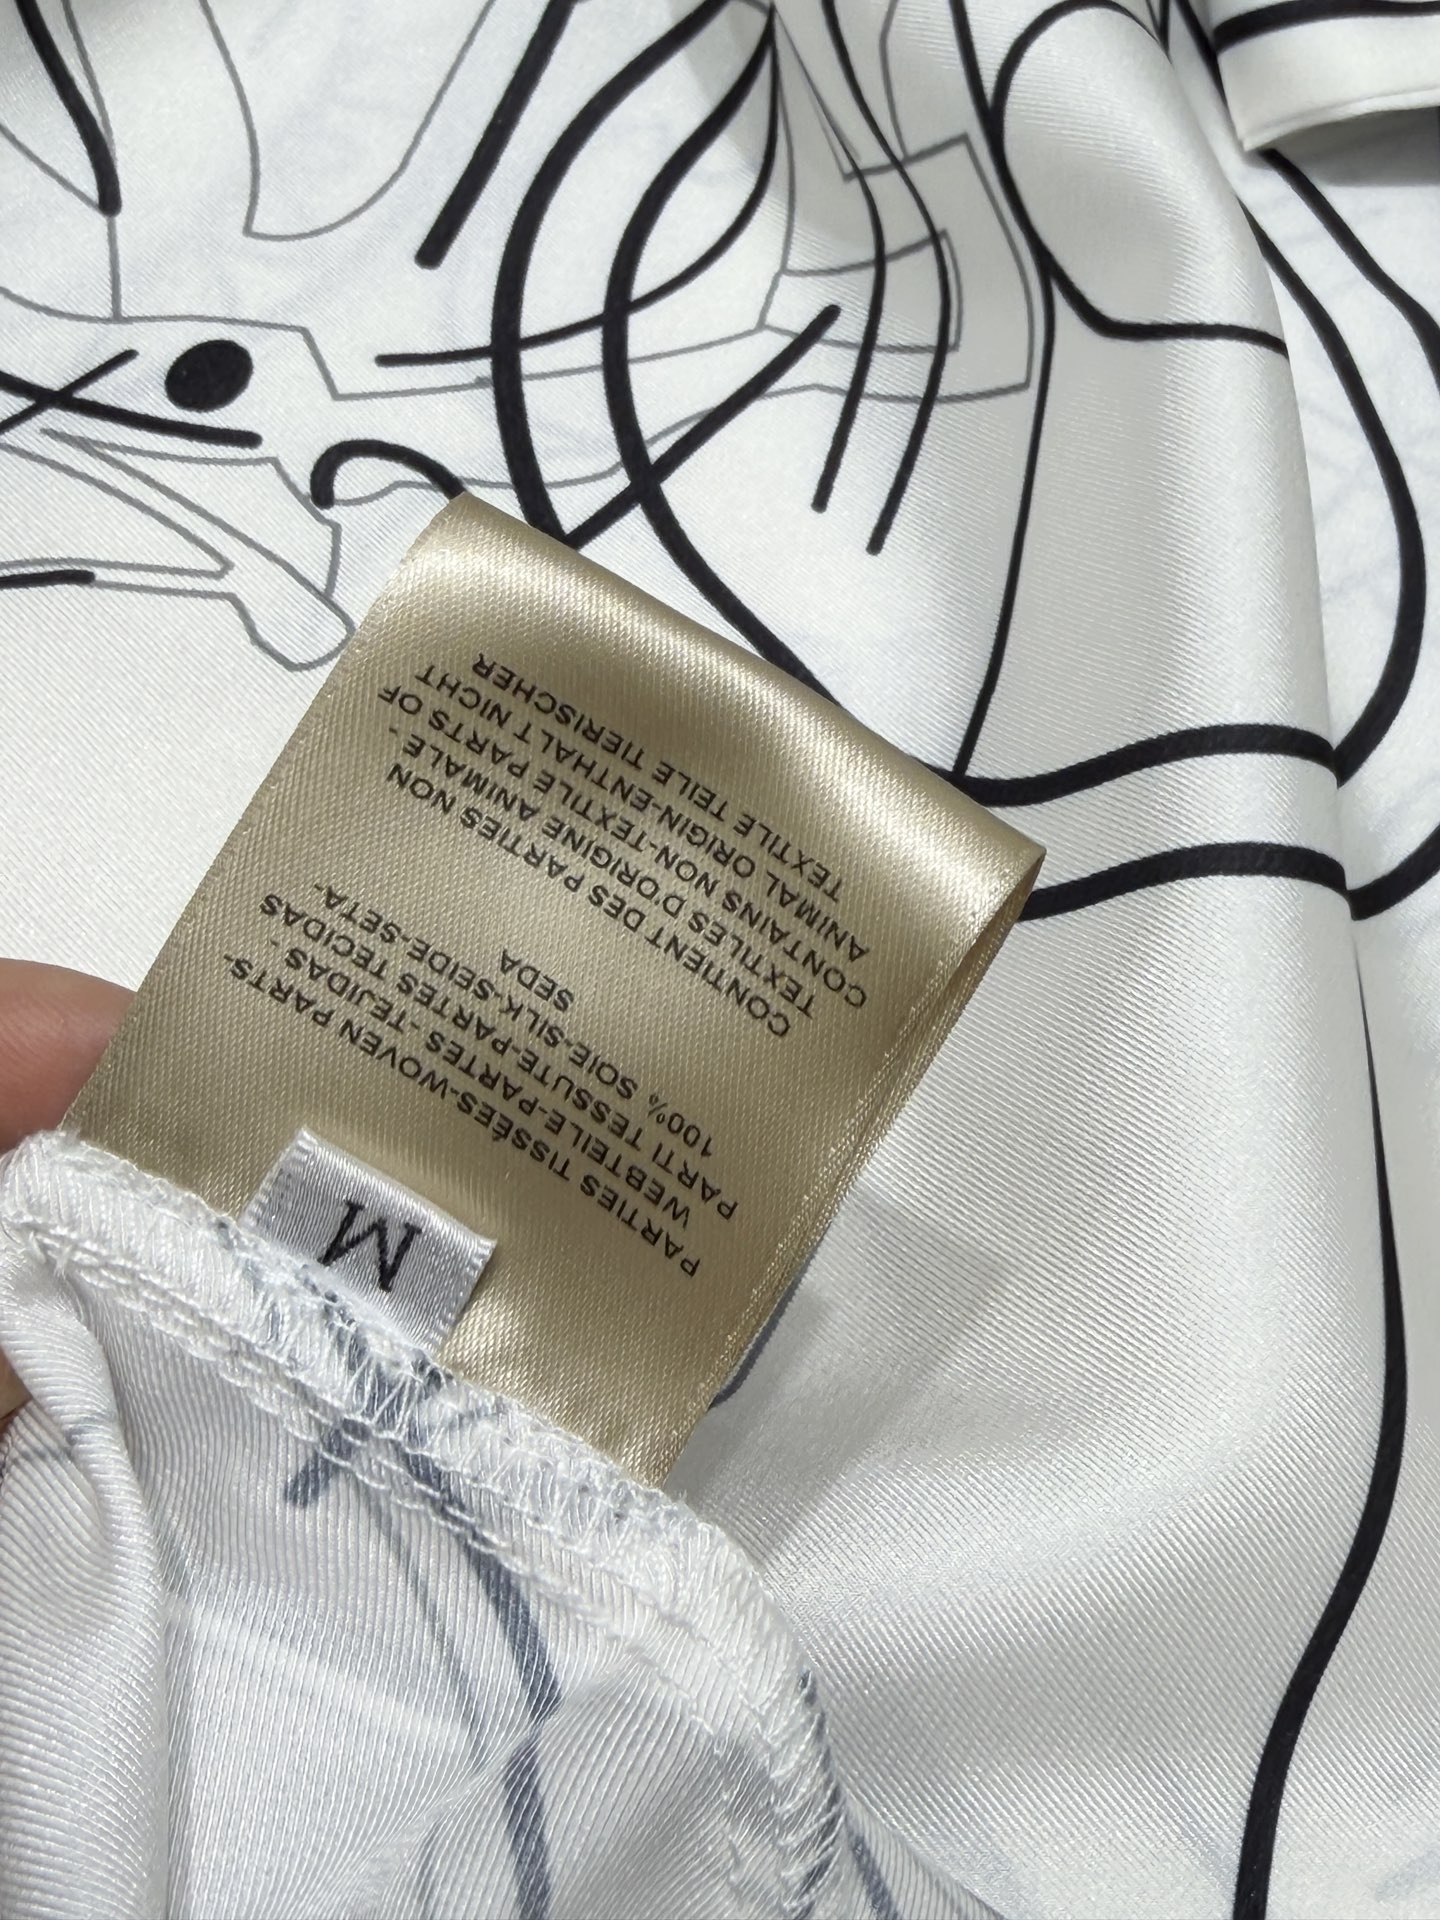 PARTIES TISSÉES-WOVEN PARTS-
WEBTEILE-PARTES -TEJIDAS -
PARTI TESSUTE-PARTES TECIDAS
100% SOIE-SILK-SEIDE-SETA-
SEDA
CONTIENT DES PARTIES NON
TEXTILES D'ORIGINE ANIMALE -
CONTAINS NON-TEXTILE PARTS OF
ANIMAL ORIGIN-ENTHALT NICHT
TEXTILE TEILE TIERISCHER
M